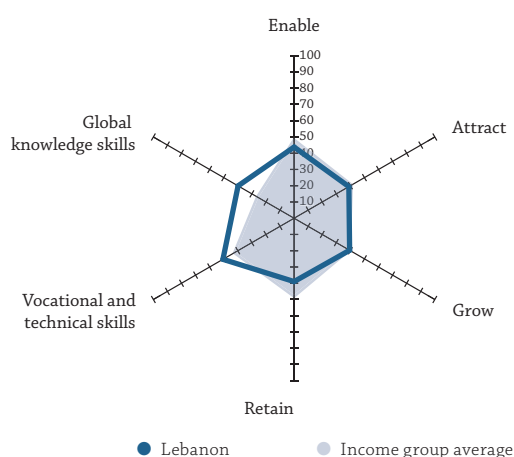 Enable
100
90
80
70
60
50
40
30
20
10
Attract
Global
knowledge skills
Vocational and
technical skills
Grow
Retain
Lebanon
Income group average